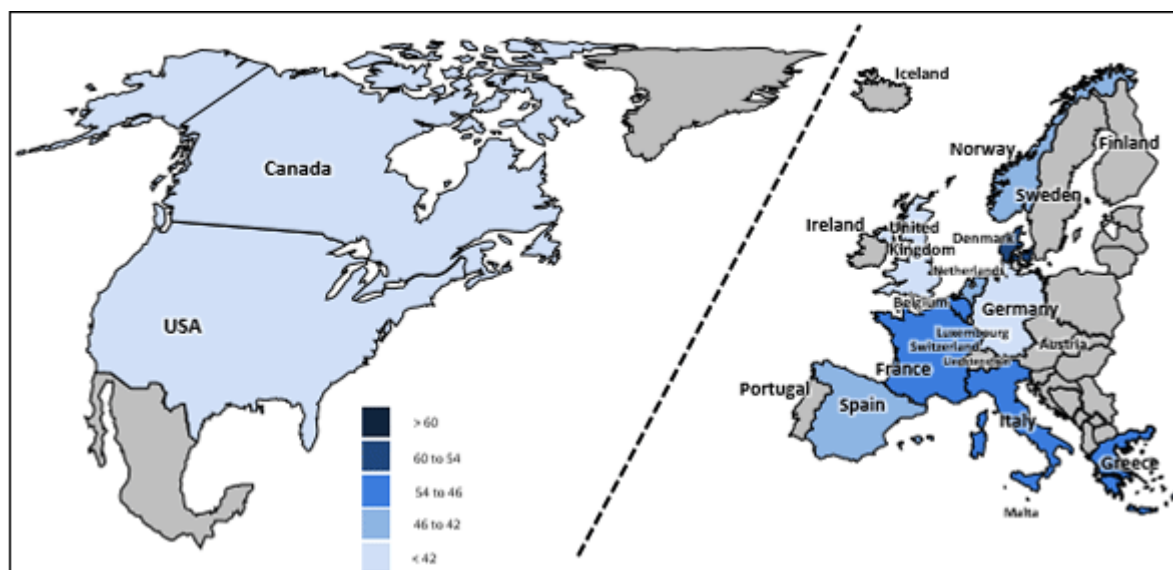 Iceland
Canada
Norway
Finland
Sweden
Ireland
United
Kingdom
Denmark
Netherlands
Belgium
Germany
USA
Luxembourg
Switzerland
Austria
Liechtenstein
France
Portugal
Spain
Italy
Greece
Malta
> 60
60 to 54
54 to 46
46 to 42
< 42